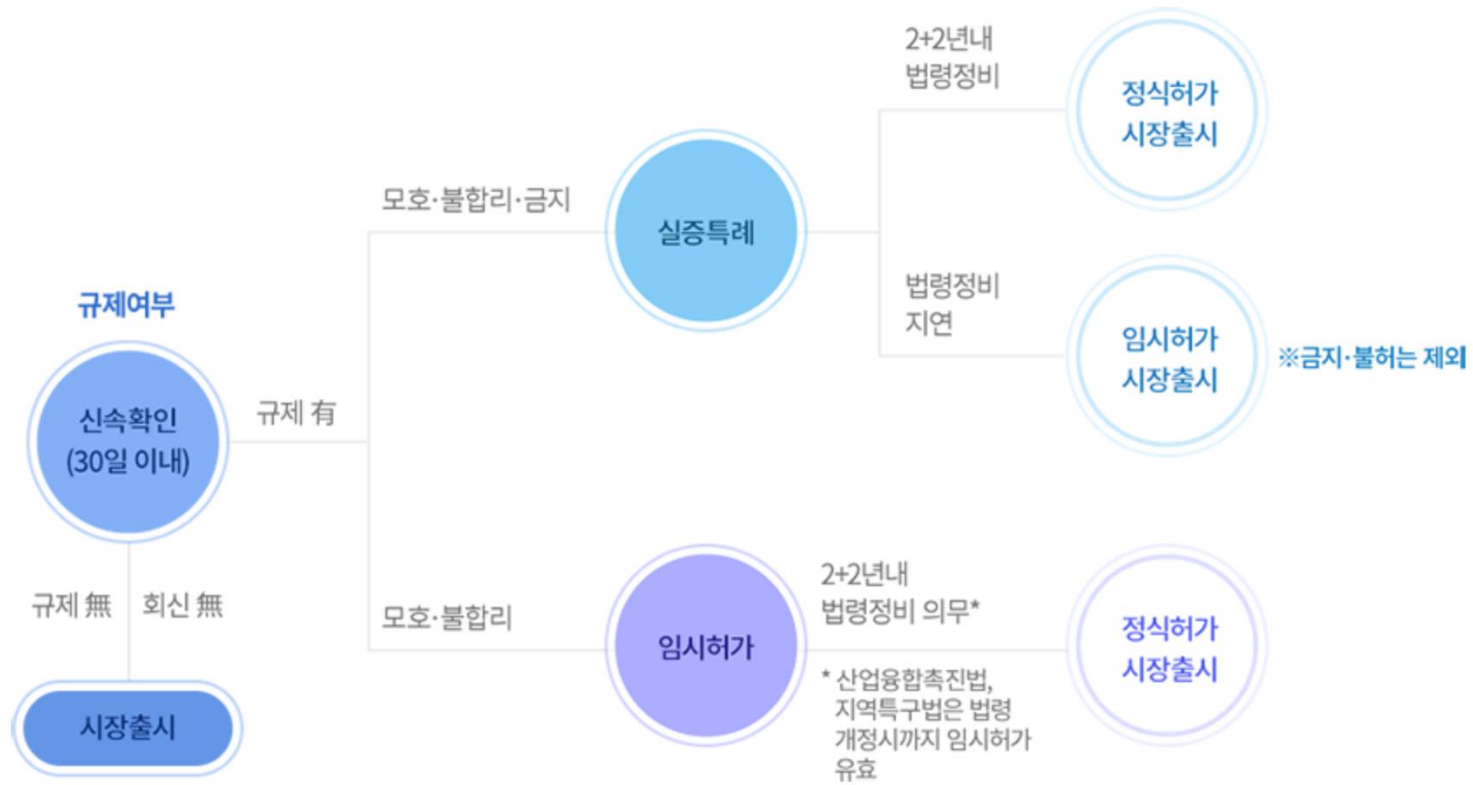 규제여부
신속확인
(30일 이내)
규제 無
회신 無
시장출시
규제 有
모호·불합리·금지
실증특례
2+2년내
법령정비
정식허가
시장출시
법령정비
지연
임시허가
시장출시
※금지·불허는 제외
모호·불합리
임시허가
2+2년내
법령정비 의무*
* 산업융합촉진법,
지역특구법은 법령
개정시까지 임시허가
유효
정식허가
시장출시